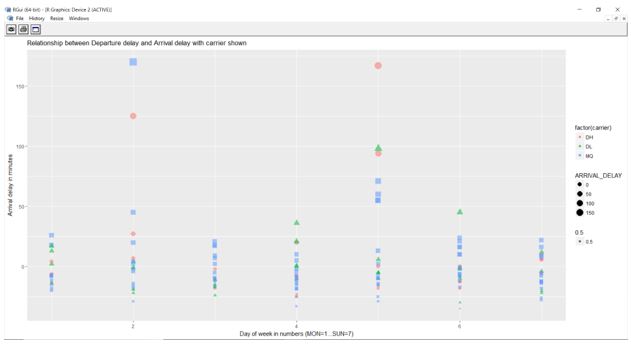 RGui (64-bit) - [R Graphics: Device 2 (ACTIVE)]
File History Resize Windows
Relationship between Departure delay and Arrival delay with carrier shown
Arrival delay in minutes
150
100
50
0
2 4 6
Day of week in numbers (MON=1...SUN=7)
factor(carrier)
DH
DL
MQ
ARRIVAL_DELAY
0
50
100
150
0.5
0.5